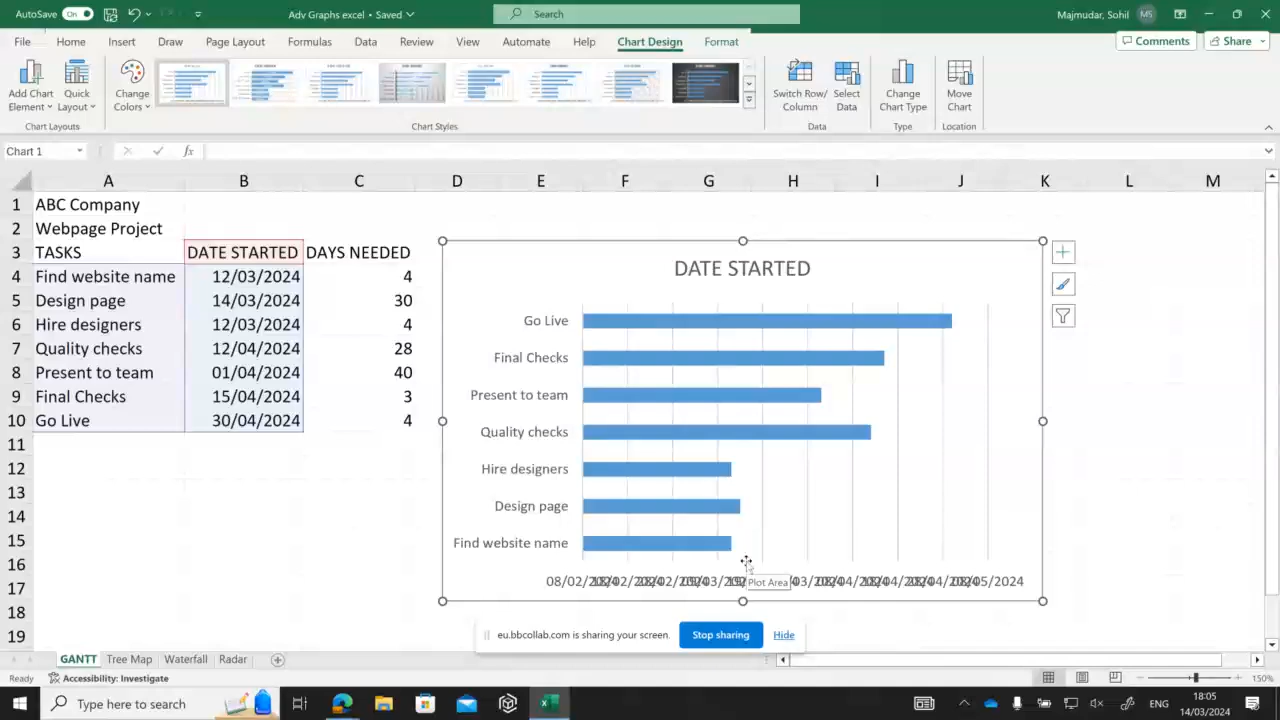 AutoSave On Adv Graphs excel • Saved Search Majmudar, Sohil MS
File Home Insert Draw Page Layout Formulas Data Review View Automate Help Chart Design Format Comments Share
Add Chart Element Quick Layout Change Colors Switch Row/ Column Select Data Change Chart Type Move Chart
Chart Layouts Chart Styles Data Type Location
Chart 1 fx
A B C D E F G H I J K L M
1 ABC Company
2 Webpage Project
3 TASKS DATE STARTED DAYS NEEDED
4 Find website name 12/03/2024 4
5 Design page 14/03/2024 30
6 Hire designers 12/03/2024 4
7 Quality checks 12/04/2024 28
8 Present to team 01/04/2024 40
9 Final Checks 15/04/2024 3
10 Go Live 30/04/2024 4
11
12
13
14
15
16
17
18
19
DATE STARTED
Go Live
Final Checks
Present to team
Quality checks
Hire designers
Design page
Find website name
Plot Area
eu.bbcollab.com is sharing your screen. Stop sharing Hide
GANTT Tree Map Waterfall Radar
Ready Accessibility: Investigate 150%
Type here to search ENG 18:05
14/03/2024